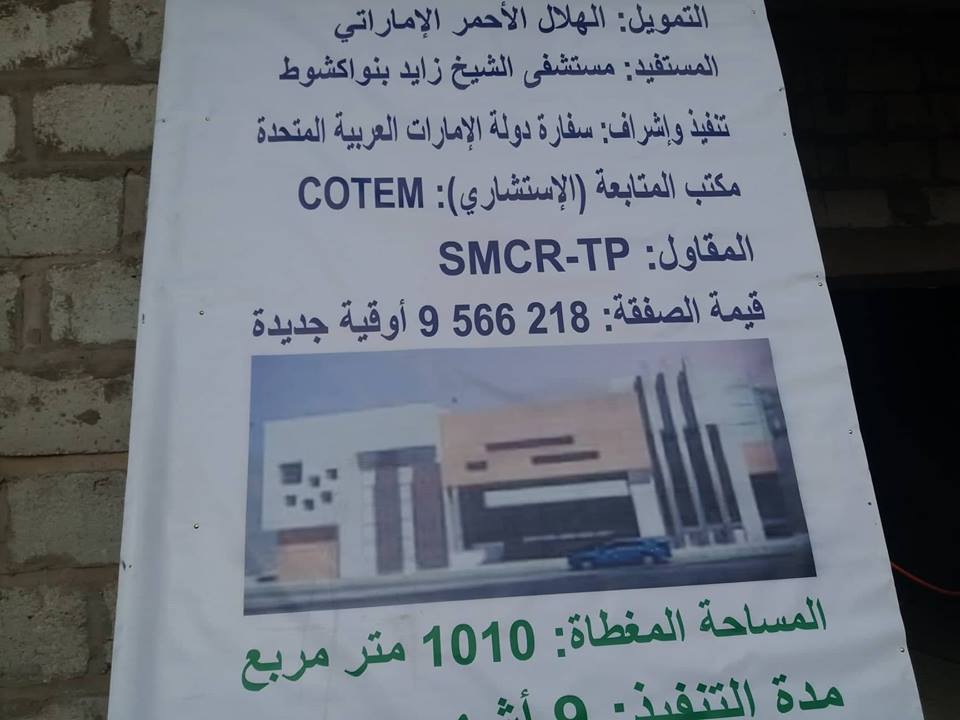 التمويل: الهلال الأحمر الإماراتي
المستفيد: مستشفى الشيخ زايد بنواكشوط
تنفيذ وإشراف: سفارة دولة الإمارات العربية المتحدة
مكتب المتابعة (الإستشاري): COTEM
المقاول: SMCR-TP
قيمة الصفقة: 218 566 9 أوقية جديدة
المساحة المغطاة: 1010 متر مربع
مدة التنفيذ: 9